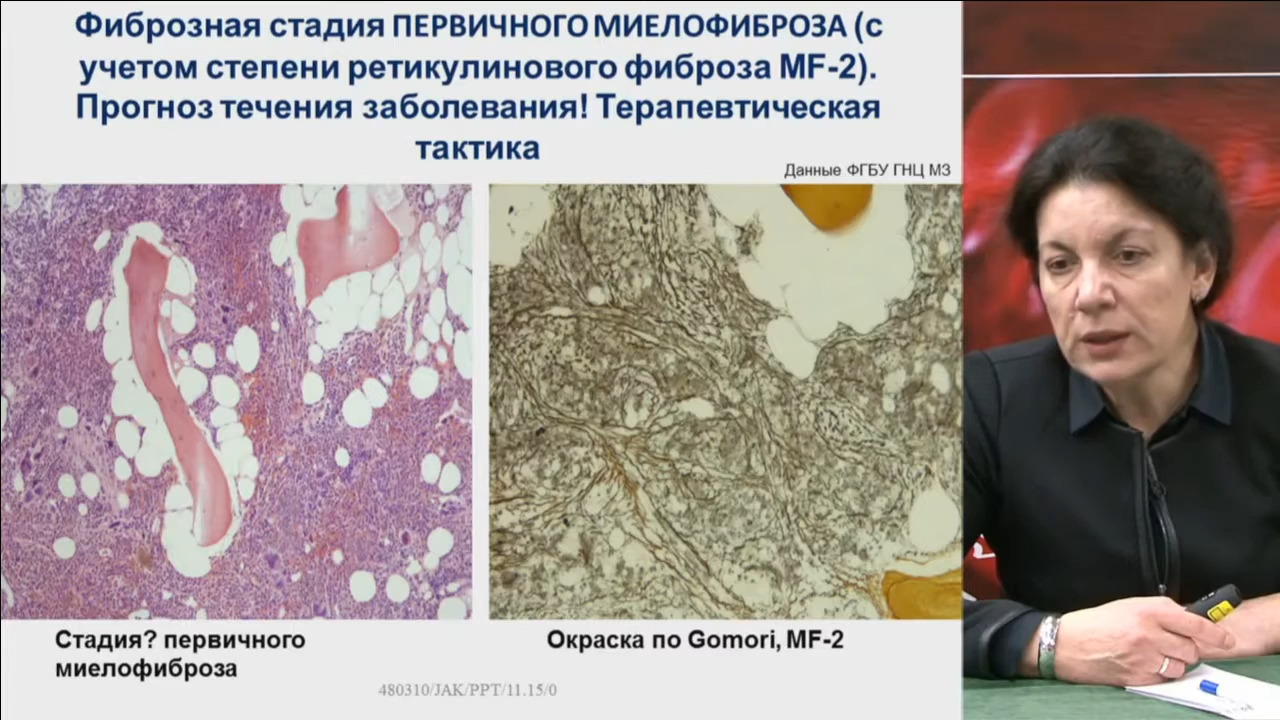 Фиброзная стадия ПЕРВИЧНОГО МИЕЛОФИБРОЗА (с
учетом степени ретикулинового фиброза MF-2).
Прогноз течения заболевания! Терапевтическая
тактика
Данные ФГБУ ГНЦ МЗ
Стадия? первичного
миелофиброза
Окраска по Gomori, MF-2
480310/JAK/PPT/11.15/0